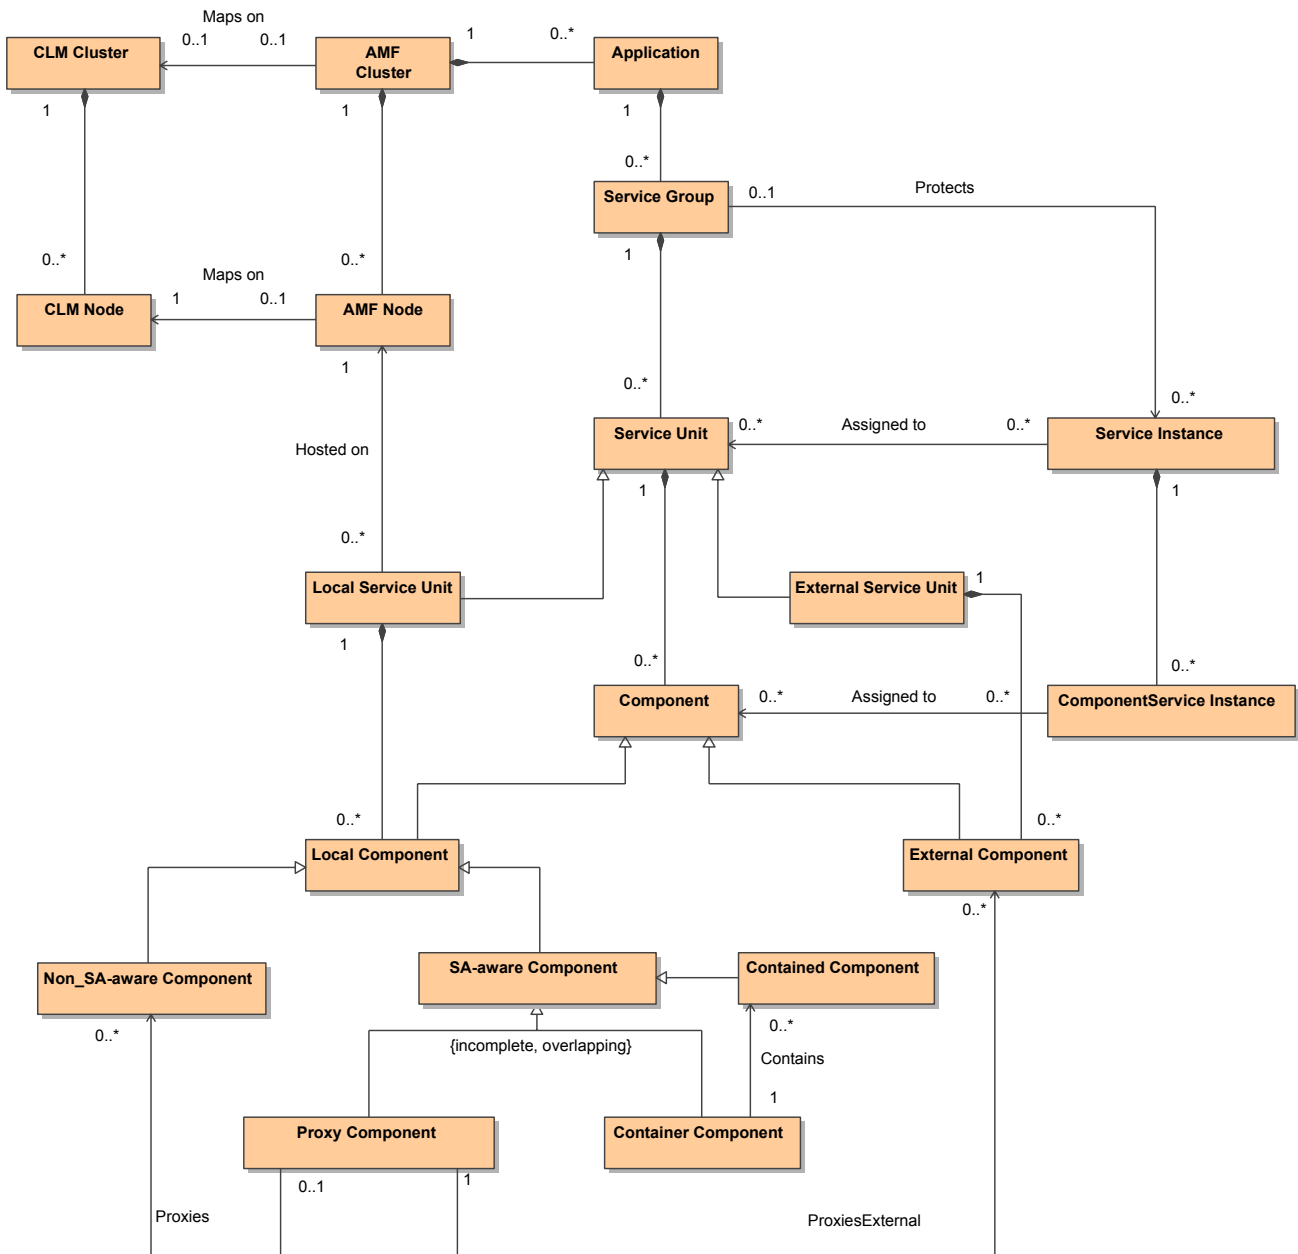 Maps on
CLM Cluster
0..1
0..1
AMF
Cluster
1
0..*
Application
1
1
1
0..*
Service Group
0..1
Protects
1
0..*
0..*
Maps on
CLM Node
1
0..1
AMF Node
1
0..*
0..*
Service Unit
0..*
Assigned to
0..*
Service Instance
Hosted on
1
1
0..*
Local Service Unit
External Service Unit
1
1
0..*
0..*
Component
0..*
Assigned to
0..*
ComponentService Instance
0..*
0..*
Local Component
External Component
0..*
Non_SA-aware Component
SA-aware Component
Contained Component
0..*
0..*
{incomplete, overlapping}
Contains
1
Proxy Component
Container Component
0..1
1
Proxies
ProxiesExternal